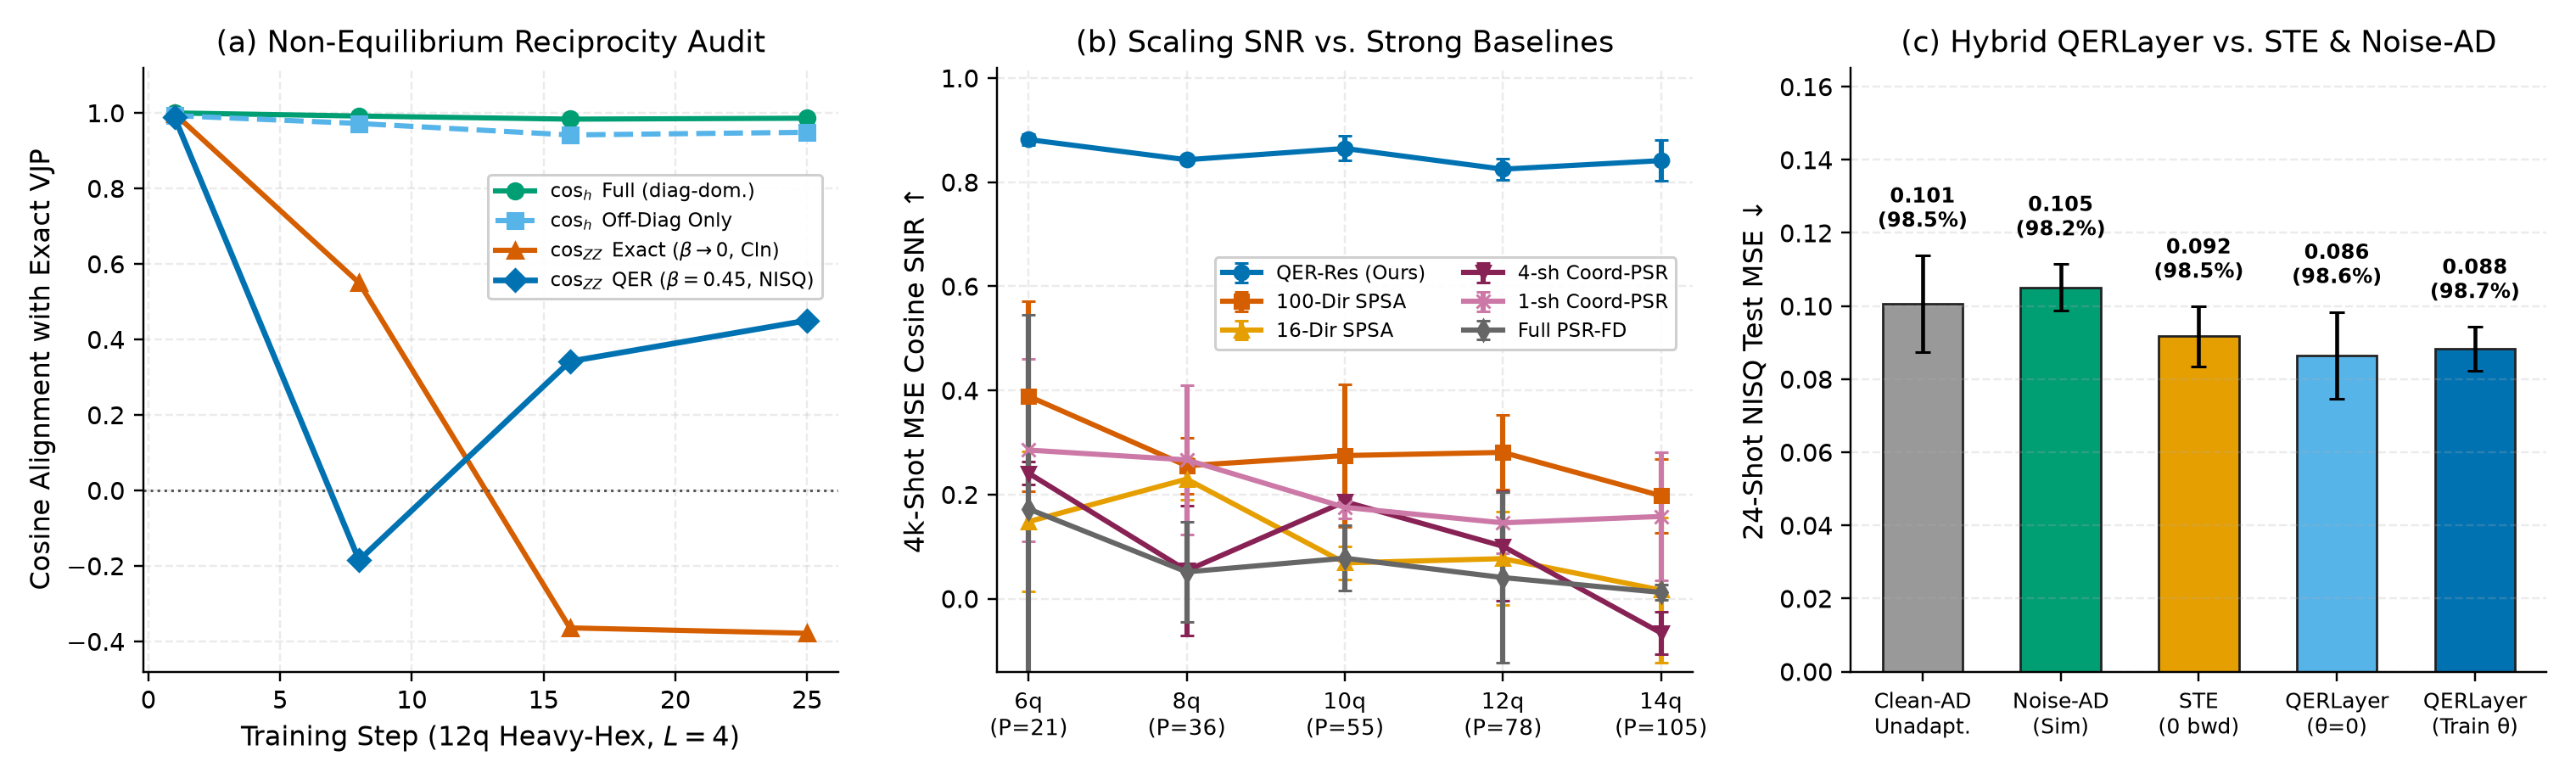 (a) Non-Equilibrium Reciprocity Audit
Cosine Alignment with Exact VJP
1.0
0.8
0.6
0.4
0.2
0.0
−0.2
−0.4
cos_h Full (diag-dom.)
cos_h Off-Diag Only
cos_ZZ Exact (β→0, Cln)
cos_ZZ QER (β=0.45, NISQ)
0 5 10 15 20 25
Training Step (12q Heavy-Hex, L = 4)
(b) Scaling SNR vs. Strong Baselines
4k-Shot MSE Cosine SNR ↑
1.0
0.8
0.6
0.4
0.2
0.0
QER-Res (Ours)
100-Dir SPSA
16-Dir SPSA
4-sh Coord-PSR
1-sh Coord-PSR
Full PSR-FD
6q 8q 10q 12q 14q
(P=21) (P=36) (P=55) (P=78) (P=105)
(c) Hybrid QERLayer vs. STE & Noise-AD
24-Shot NISQ Test MSE ↓
0.16
0.14
0.12
0.10
0.08
0.06
0.04
0.02
0.00
0.101
(98.5%)
0.105
(98.2%)
0.092
(98.5%)
0.086
(98.6%)
0.088
(98.7%)
Clean-AD
Unadapt.
Noise-AD
(Sim)
STE
(0 bwd)
QERLayer
(θ=0)
QERLayer
(Train θ)